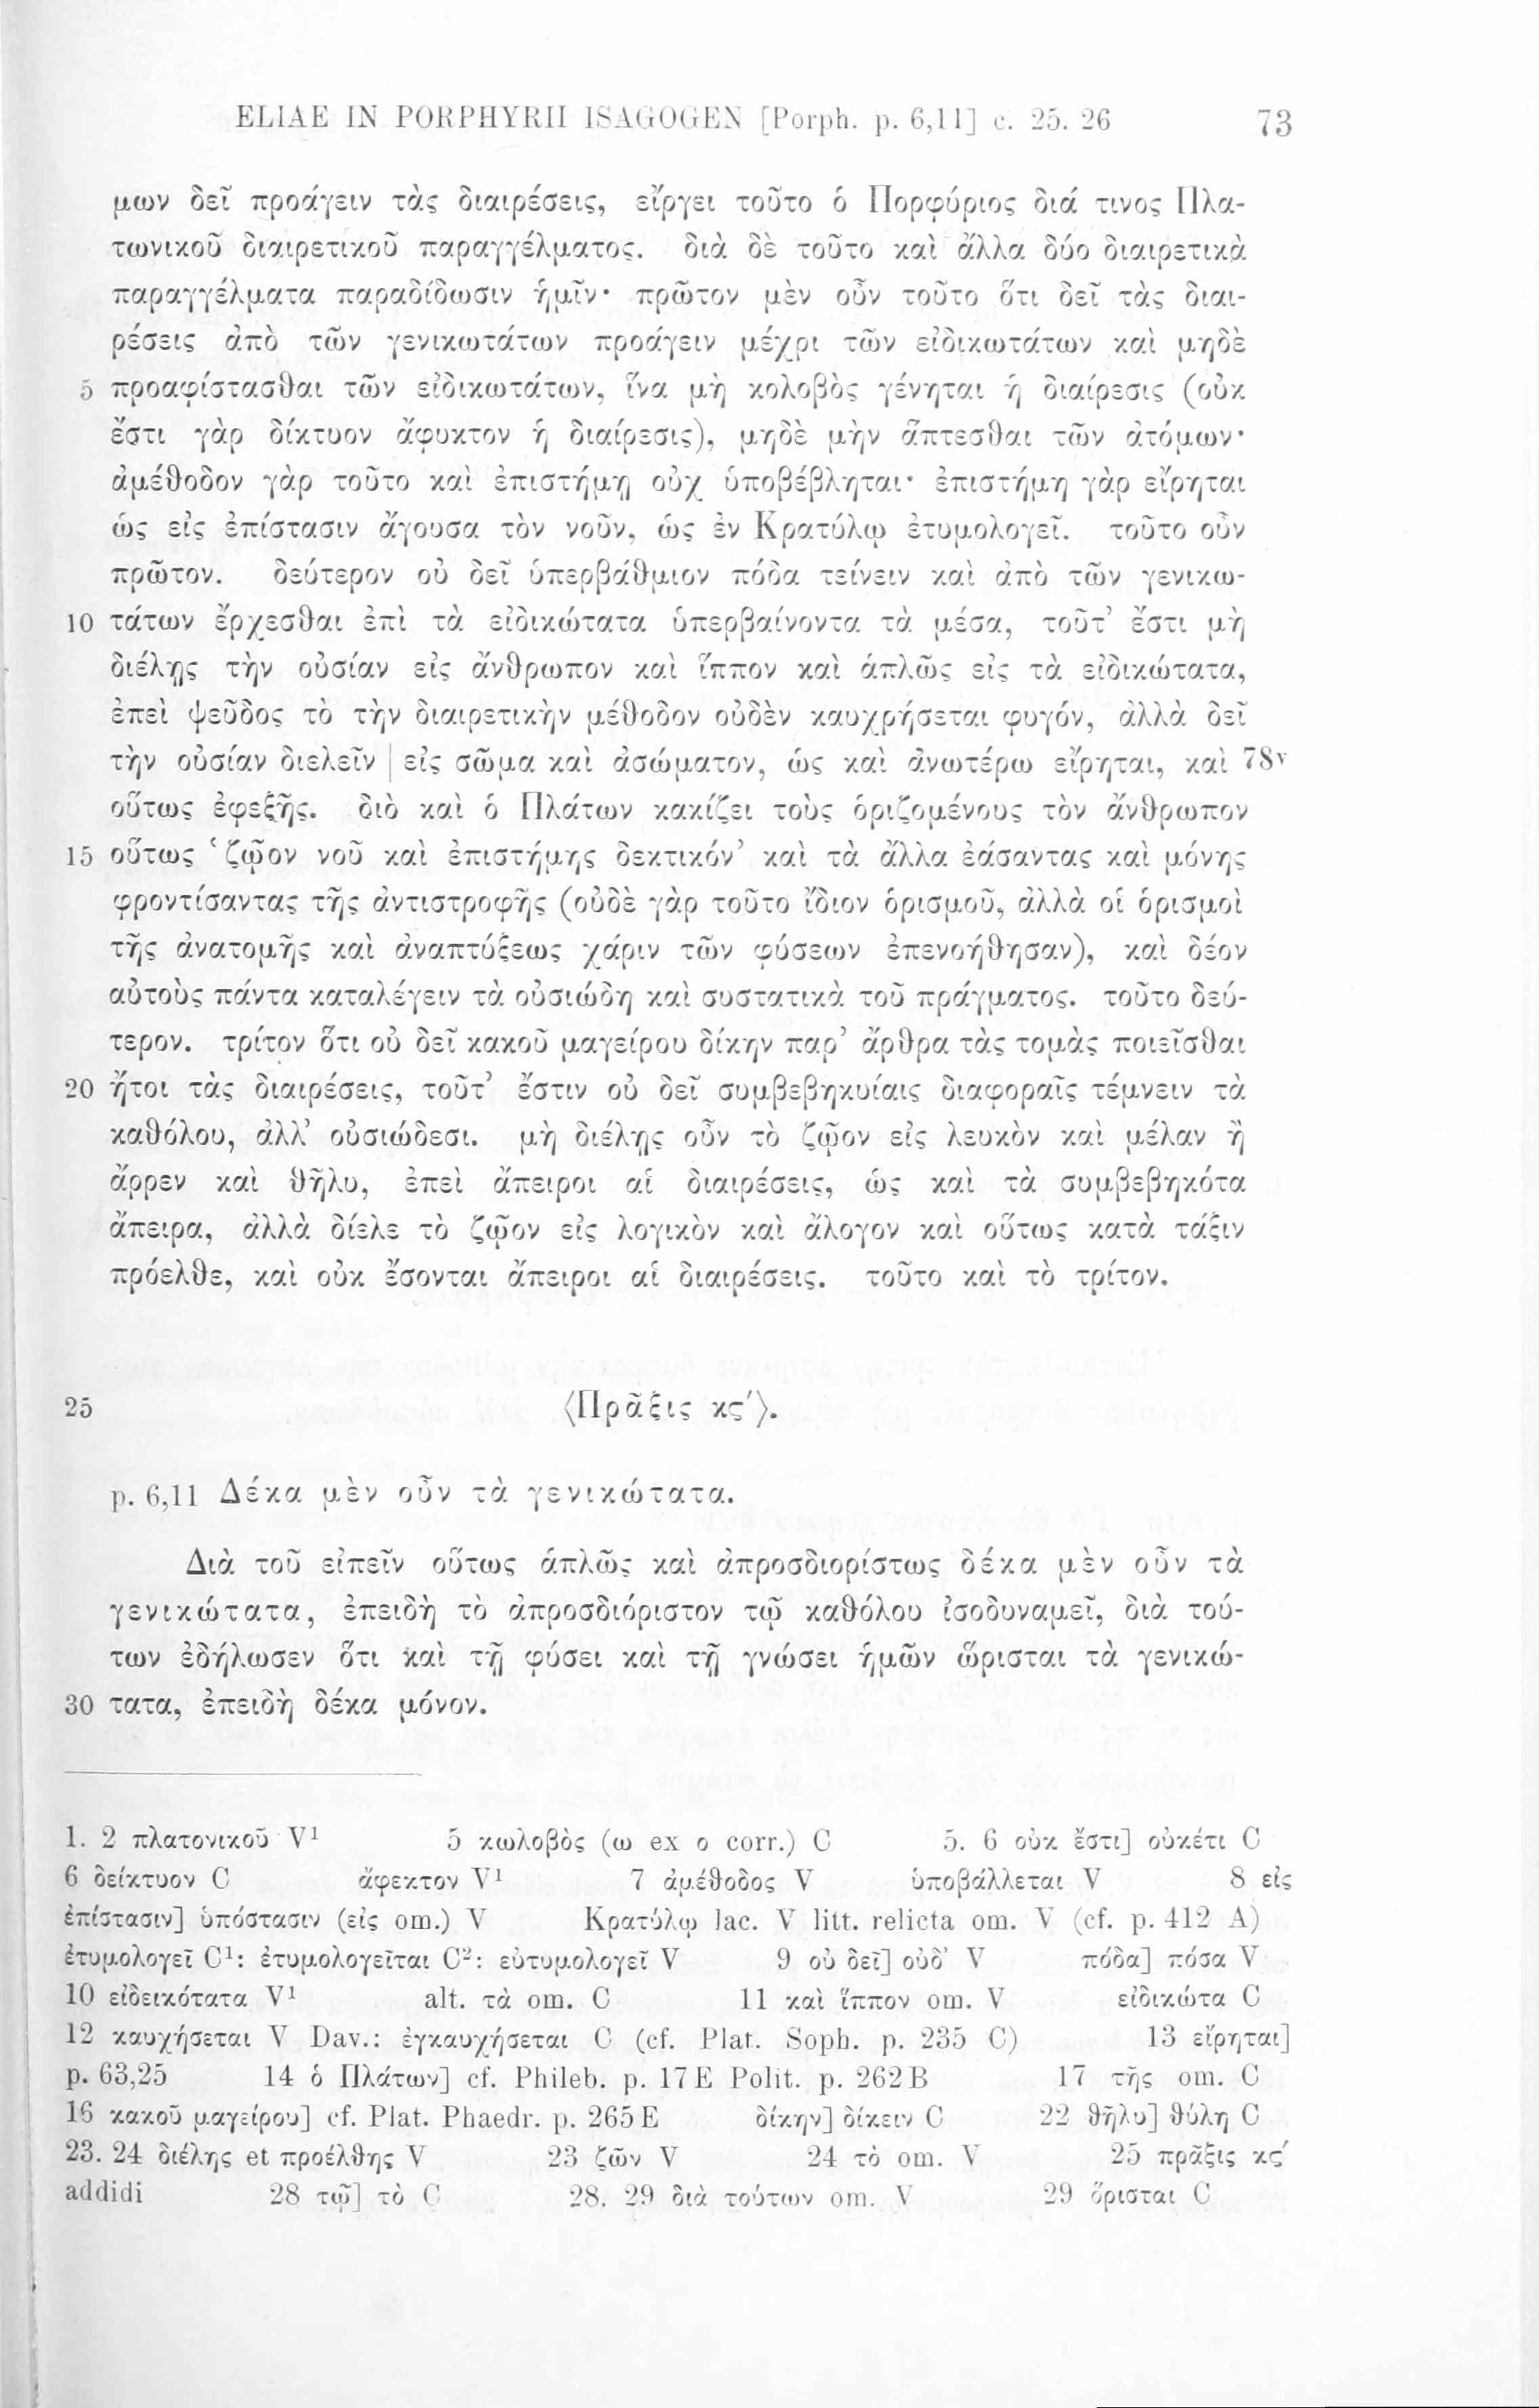 ELIAE IN PORPHYRII ISAGOGEN [Porph. p. 6,11] c. 25. 26 73
μων δεῖ προάγειν τὰς διαιρέσεις, εἴργει τοῦτο ὁ Πορφύριος διά τινος Πλα-
τωνικοῦ διαιρετικοῦ παραγγέλματος. διὰ δὲ τοῦτο καὶ ἄλλα δύο διαιρετικὰ
παραγγέλματα παραδίδωσιν ἡμῖν· πρῶτον μὲν οὖν τοῦτο ὅτι δεῖ τὰς διαι-
ρέσεις ἀπὸ τῶν γενικωτάτων προάγειν μέχρι τῶν εἰδικωτάτων καὶ μηδὲ
5 προαφίστασθαι τῶν εἰδικωτάτων, ἵνα μὴ κολοβὸς γένηται ἡ διαίρεσις (οὐκ
ἔστι γὰρ δίκτυον ἄφυκτον ἡ διαίρεσις), μηδὲ μὴν ἅπτεσθαι τῶν ἀτόμων·
ἀμέθοδον γὰρ τοῦτο καὶ ἐπιστήμῃ οὐχ ὑποβέβληται· ἐπιστήμη γὰρ εἴρηται
ὡς εἰς ἐπίστασιν ἄγουσα τὸν νοῦν, ὡς ἐν Κρατύλῳ ἐτυμολογεῖ. τοῦτο οὖν
πρῶτον. δεύτερον οὐ δεῖ ὑπερβάθμιον πόδα τείνειν καὶ ἀπὸ τῶν γενικω-
10 τάτων ἔρχεσθαι ἐπὶ τὰ εἰδικώτατα ὑπερβαίνοντα τὰ μέσα, τοῦτ’ ἔστι μὴ
διέλῃς τὴν οὐσίαν εἰς ἄνθρωπον καὶ ἵππον καὶ ἁπλῶς εἰς τὰ εἰδικώτατα,
ἐπεὶ ψεῦδος τὸ τὴν διαιρετικὴν μέθοδον οὐδὲν καυχρήσεται φυγόν, ἀλλὰ δεῖ
τὴν οὐσίαν διελεῖν | εἰς σῶμα καὶ ἀσώματον, ὡς καὶ ἀνωτέρω εἴρηται, καὶ 78v
οὕτως ἐφεξῆς. διὸ καὶ ὁ Πλάτων κακίζει τοὺς ὁριζομένους τὸν ἄνθρωπον
15 οὕτως ‘ζῷον νοῦ καὶ ἐπιστήμης δεκτικόν’ καὶ τὰ ἄλλα ἐάσαντας καὶ μόνης
φροντίσαντας τῆς ἀντιστροφῆς (οὐδὲ γὰρ τοῦτο ἴδιον ὁρισμοῦ, ἀλλὰ οἱ ὁρισμοὶ
τῆς ἀνατομῆς καὶ ἀναπτύξεως χάριν τῶν φύσεων ἐπενοήθησαν), καὶ δέον
αὐτοὺς πάντα καταλέγειν τὰ οὐσιώδη καὶ συστατικὰ τοῦ πράγματος. τοῦτο δεύ-
τερον. τρίτον ὅτι οὐ δεῖ κακοῦ μαγείρου δίκην παρ’ ἄρθρα τὰς τομὰς ποιεῖσθαι
20 ἤτοι τὰς διαιρέσεις, τοῦτ’ ἔστιν οὐ δεῖ συμβεβηκυίαις διαφοραῖς τέμνειν τὰ
καθόλου, ἀλλ’ οὐσιώδεσι. μὴ διέλῃς οὖν τὸ ζῷον εἰς λευκὸν καὶ μέλαν ἢ
ἄρρεν καὶ θῆλυ, ἐπεὶ ἄπειροι αἱ διαιρέσεις, ὡς καὶ τὰ συμβεβηκότα
ἄπειρα, ἀλλὰ δίελε τὸ ζῷον εἰς λογικὸν καὶ ἄλογον καὶ οὕτως κατὰ τάξιν
πρόελθε, καὶ οὐκ ἔσονται ἄπειροι αἱ διαιρέσεις. τοῦτο καὶ τὸ τρίτον.
25 ⟨Πρᾶξις κς′⟩.
p. 6,11 Δέκα μὲν οὖν τὰ γενικώτατα.
Διὰ τοῦ εἰπεῖν οὕτως ἁπλῶς καὶ ἀπροσδιορίστως δέκα μὲν οὖν τὰ
γενικώτατα, ἐπειδὴ τὸ ἀπροσδιόριστον τῷ καθόλου ἰσοδυναμεῖ, διὰ τού-
των ἐδήλωσεν ὅτι καὶ τῇ φύσει καὶ τῇ γνώσει ἡμῶν ὥρισται τὰ γενικώ-
30 τατα, ἐπειδὴ δέκα μόνον.
1. 2 πλατονικοῦ V¹ 5 κωλοβὸς (ω ex ο corr.) C 5. 6 οὐκ ἔστι] οὐκέτι C
6 δείκτυον C ἄφεκτον V¹ 7 ἀμέθοδος V ὑποβάλλεται V 8 εἰς
ἐπίστασιν] ὑπόστασιν (εἰς om.) V Κρατύλῳ lac. V litt. relicta om. V (cf. p. 412 A)
ἐτυμολογεῖ C¹: ἐτυμολογεῖται C²: εὐτυμολογεῖ V 9 οὐ δεῖ] οὐδ’ V πόδα] πόσα V
10 εἰδεικότατα V¹ alt. τὰ om. C 11 καὶ ἵππον om. V εἰδικώτα C
12 καυχήσεται V Dav.: ἐγκαυχήσεται C (cf. Plat. Soph. p. 235 C) 13 εἴρηται]
p. 63,25 14 ὁ Πλάτων] cf. Phileb. p. 17E Polit. p. 262B 17 τῆς om. C
16 κακοῦ μαγείρου] cf. Plat. Phaedr. p. 265E δίκην] δίκειν C 22 θῆλυ] θύλη C
23. 24 διέλῃς et προέλθῃς V 23 ζῶν V 24 τὸ om. V 25 πρᾶξις κς′
addidi 28 τῷ] τὸ C 28. 29 διὰ τούτων om. V 29 ὅρισται C